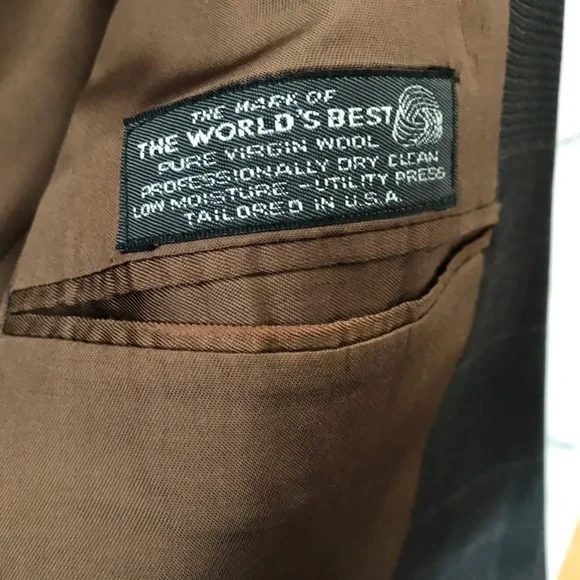 THE MARK OF
THE WORLD'S BEST
PURE VIRGIN WOOL
PROFESSIONALLY DRY CLEAN
LOW MOISTURE - UTILITY PRESS
TAILORED IN U.S.A.